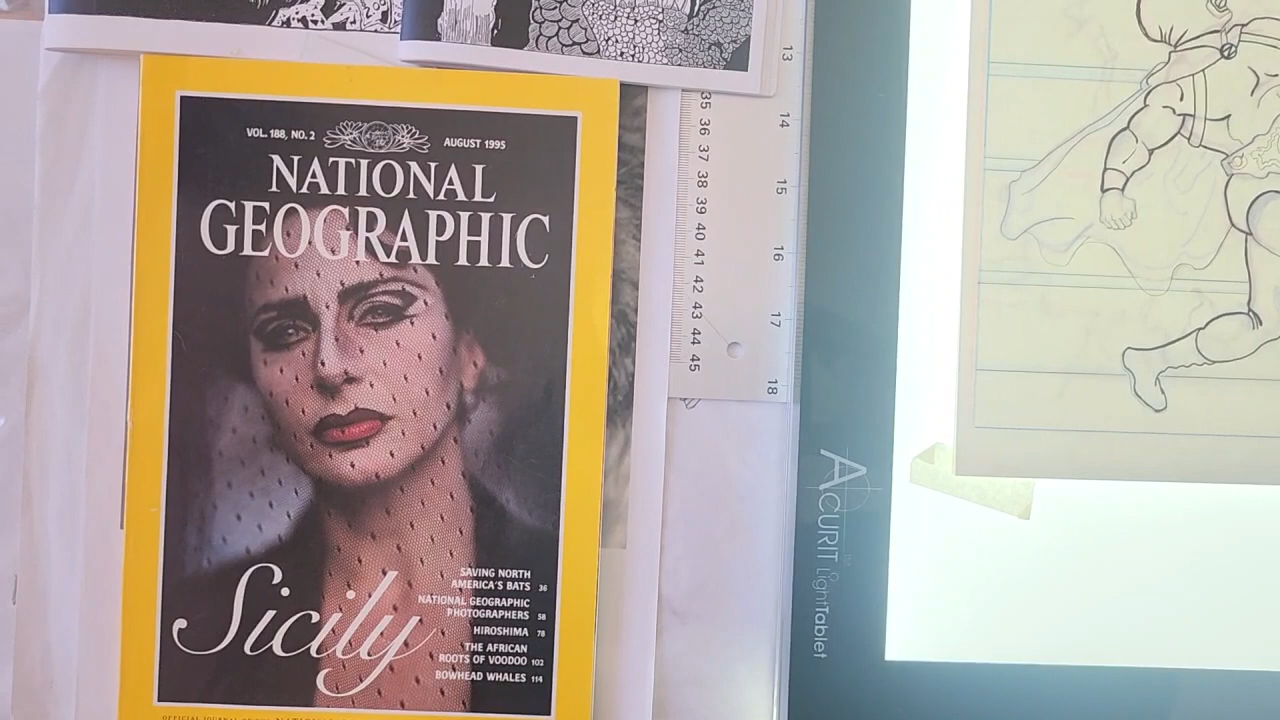 VOL. 188, NO. 2
AUGUST 1995
NATIONAL
GEOGRAPHIC
SAVING NORTH
AMERICA'S BATS 36
NATIONAL GEOGRAPHIC
PHOTOGRAPHERS 58
HIROSHIMA 78
THE AFRICAN
ROOTS OF VOODOO 102
BOWHEAD WHALES 114
Sicily
35 36 37 38 39 40 41 42 43 44 45
13 14 15 16 17 18
ACURIT LightTablet